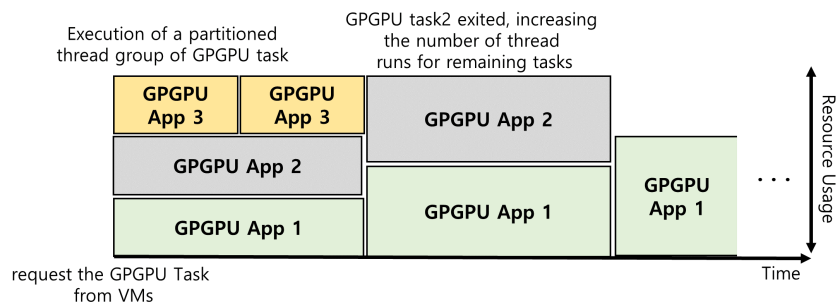 Execution of a partitioned
thread group of GPGPU task
GPGPU task2 exited, increasing
the number of thread
runs for remaining tasks
GPGPU
App 3
GPGPU
App 3
GPGPU App 2
GPGPU App 2
GPGPU App 1
GPGPU App 1
GPGPU
App 1
. . .
Resource Usage
Time
request the GPGPU Task
from VMs